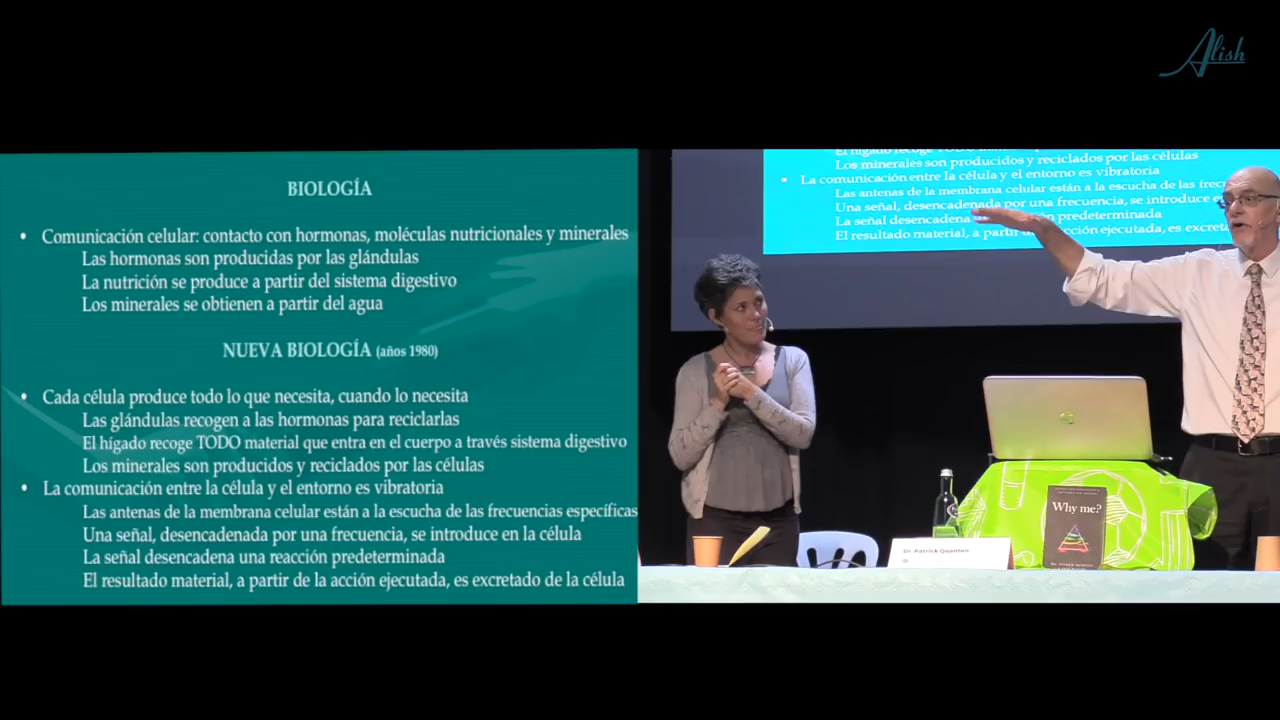 Alish
BIOLOGÍA
• Comunicación celular: contacto con hormonas, moléculas nutricionales y minerales
Las hormonas son producidas por las glándulas
La nutrición se produce a partir del sistema digestivo
Los minerales se obtienen a partir del agua
NUEVA BIOLOGÍA (años 1980)
• Cada célula produce todo lo que necesita, cuando lo necesita
Las glándulas recogen a las hormonas para reciclarlas
El hígado recoge TODO material que entra en el cuerpo a través sistema digestivo
Los minerales son producidos y reciclados por las células
• La comunicación entre la célula y el entorno es vibratoria
Las antenas de la membrana celular están a la escucha de las frecuencias específicas
Una señal, desencadenada por una frecuencia, se introduce en la célula
La señal desencadena una reacción predeterminada
El resultado material, a partir de la acción ejecutada, es excretado de la célula
El hígado recoge TODO
Los minerales son producidos y reciclados por las células
• La comunicación entre la célula y el entorno es vibratoria
Las antenas de la membrana celular están a la escucha de las frec
Una señal, desencadenada por una frecuencia, se introduce e
La señal desencadena ción predeterminada
El resultado material, a partir acción ejecutada, es excreta
Dr. Patrick Quanten
Why me?